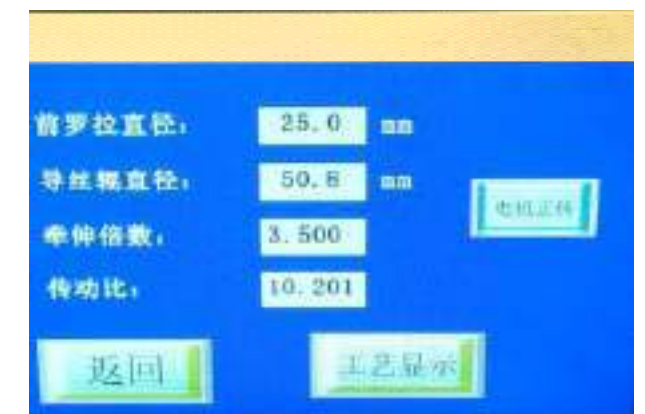 前罗拉直径: 25.0 mm
导丝辊直径: 50.8 mm
电机正转
牵伸倍数: 3.500
传动比: 10.201
返回 工艺显示